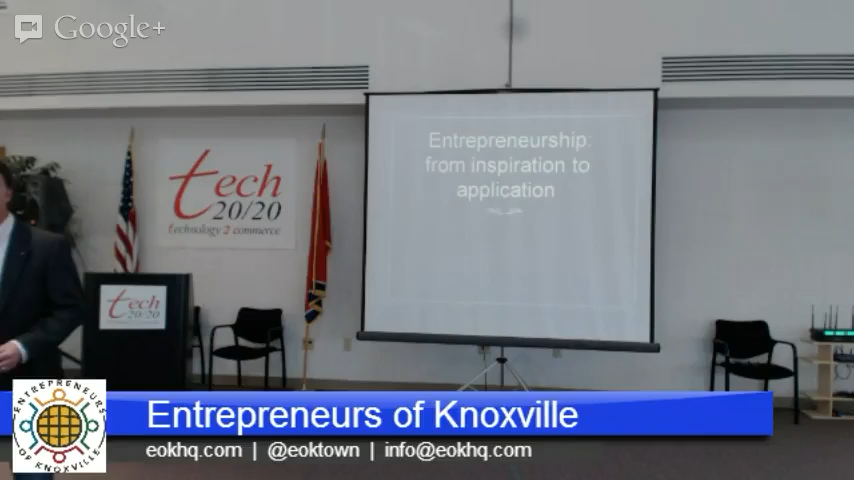 Google+
Entrepreneurship:
from inspiration to
application
tech
20/20
technology 2 commerce
tech
20/20
ENTREPRENEURS
OF KNOXVILLE
Entrepreneurs of Knoxville
eokhq.com | @eoktown | info@eokhq.com